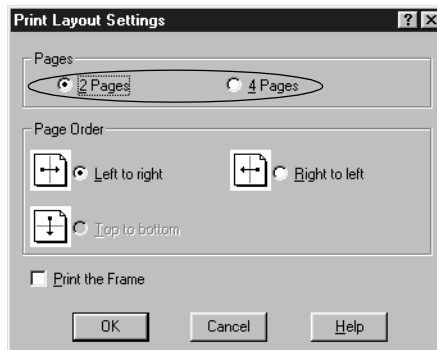 Print Layout Settings
Pages
2 Pages 4 Pages
Page Order
Left to right Right to left
Top to bottom
Print the Frame
OK Cancel Help